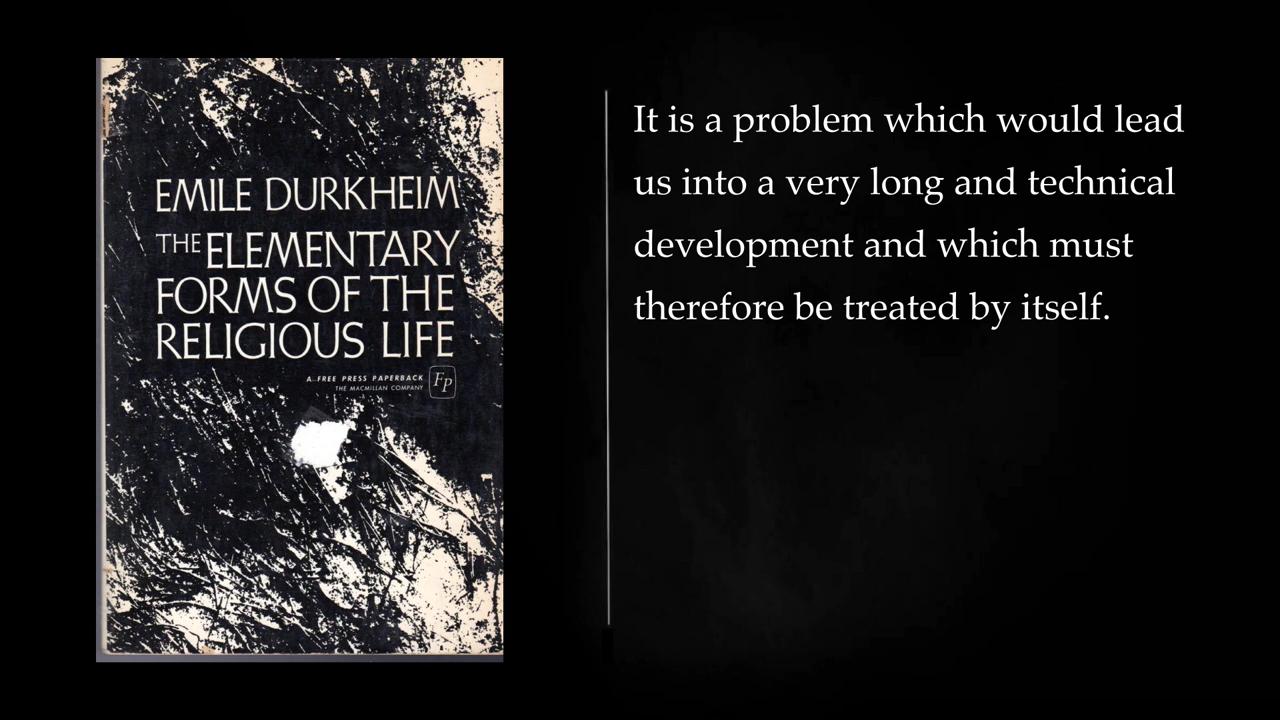 EMILE DURKHEIM
THE ELEMENTARY
FORMS OF THE
RELIGIOUS LIFE
A FREE PRESS PAPERBACK
THE MACMILLAN COMPANY
FP
It is a problem which would lead
us into a very long and technical
development and which must
therefore be treated by itself.